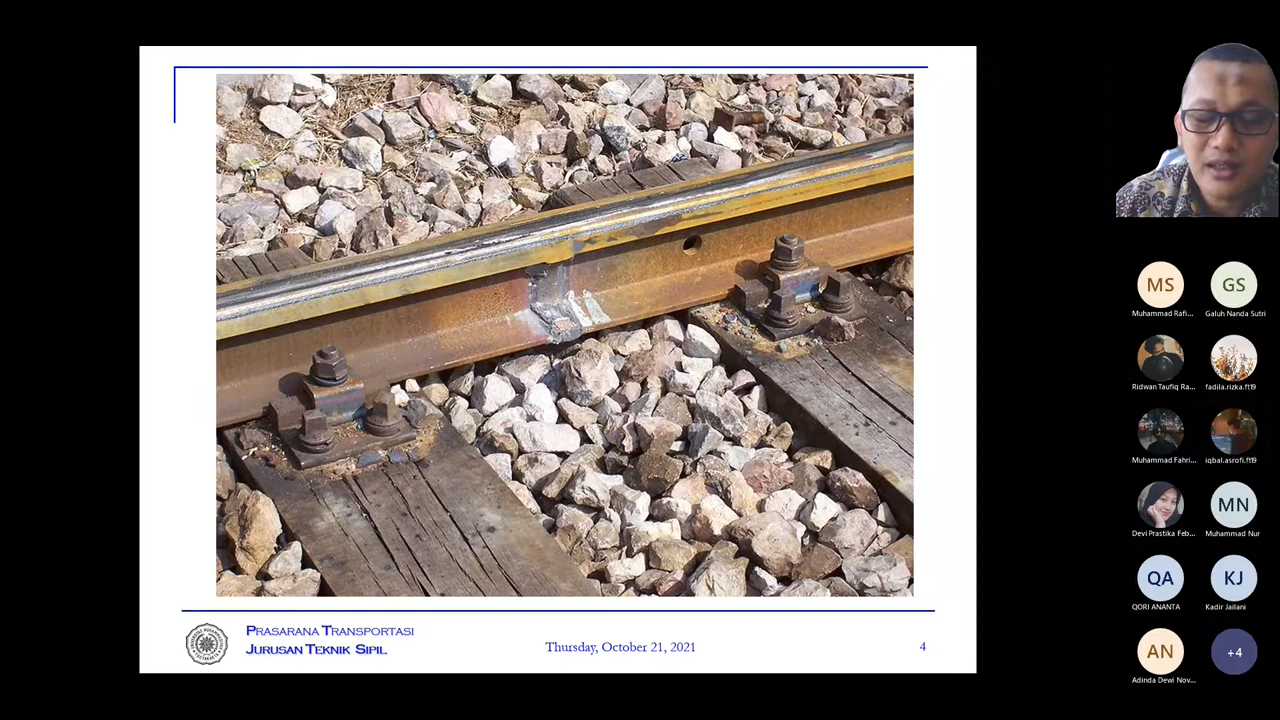 PRASARANA TRANSPORTASI
JURUSAN TEKNIK SIPIL
Thursday, October 21, 2021
4
MS
Muhammad Rafi...
GS
Galuh Nanda Sutri
Ridwan Taufiq Ra...
fadila.rizka.ft19
Muhammad Fahri...
iqbal.asrofi.ft19
Devi Prastika Feb...
MN
Muhammad Nur
QA
QORI ANANTA
KJ
Kadir Jailani
AN
Adinda Dewi Nov...
+4